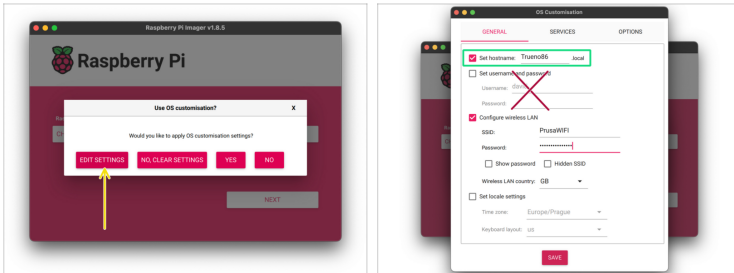 Raspberry Pi Imager v1.8.5
Raspberry Pi
Use OS customisation?
X
Would you like to apply OS customisation settings?
EDIT SETTINGS
NO, CLEAR SETTINGS
YES
NO
NEXT
OS Customisation
GENERAL
SERVICES
OPTIONS
Set hostname: Trueno86 .local
Set username and password
Username:
Password:
Configure wireless LAN
SSID: PrusaWIFI
Password: ••••••••••••••
Show password Hidden SSID
Wireless LAN country: GB
Set locale settings
Time zone: Europe/Prague
Keyboard layout: us
SAVE